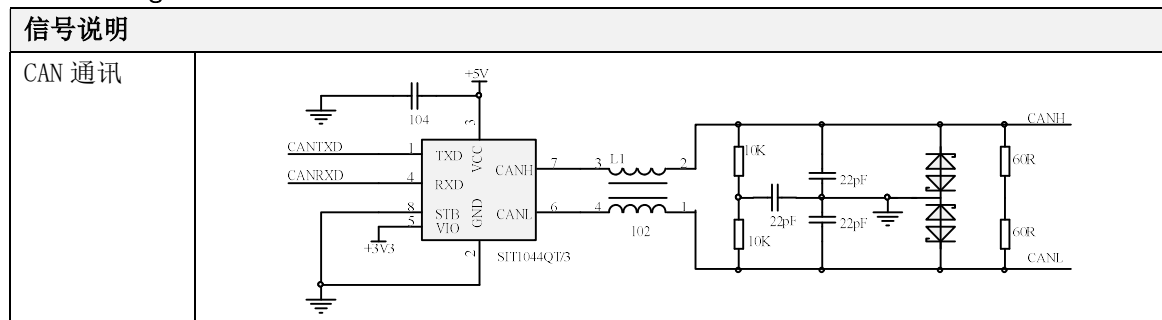 信号说明
CAN 通讯
+5V
104
3
CANTXD
1
TXD
VCC
CANH
7
3
L1
2
CANH
10K
60R
22pF
CANRXD
4
RXD
8
STB
GND
CANL
6
4
1
22pF
22pF
5
VIO
102
10K
60R
+3V3
2
SIT1044QT/3
CANL